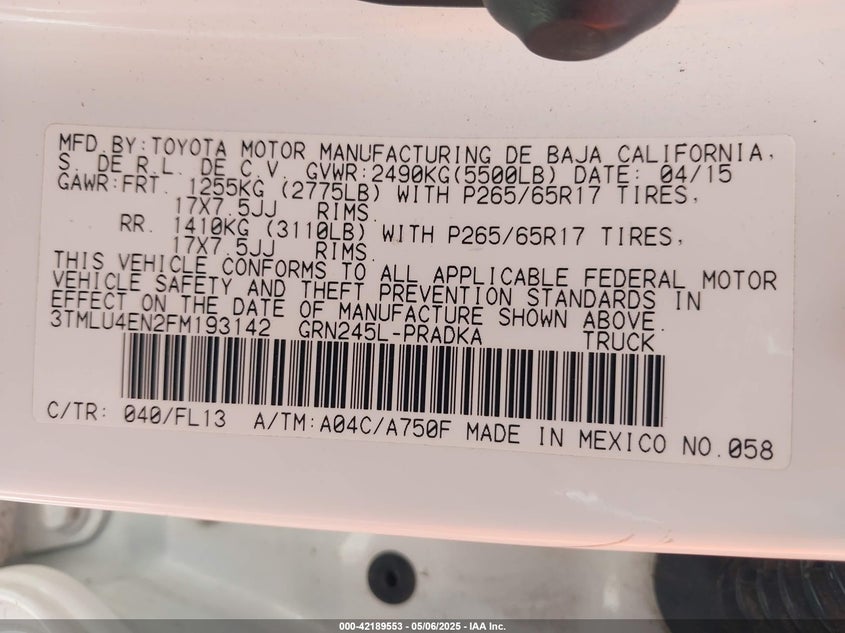 MFD.BY:TOYOTA MOTOR MANUFACTURING DE BAJA CALIFORNIA,
S. DE R.L. DE C.V. GVWR:2490KG(5500LB) DATE: 04/15
GAWR:FRT. 1255KG (2775LB) WITH P265/65R17 TIRES,
17X7.5JJ RIMS.
RR. 1410KG (3110LB) WITH P265/65R17 TIRES,
17X7.5JJ RIMS.
THIS VEHICLE CONFORMS TO ALL APPLICABLE FEDERAL MOTOR
VEHICLE SAFETY AND THEFT PREVENTION STANDARDS IN
EFFECT ON THE DATE OF MANUFACTURE SHOWN ABOVE.
3TMLU4EN2FM193142 GRN245L-PRADKA TRUCK
C/TR: 040/FL13 A/TM:A04C/A750F MADE IN MEXICO NO.058
000-42189553 - 05/06/2025 - IAA Inc.